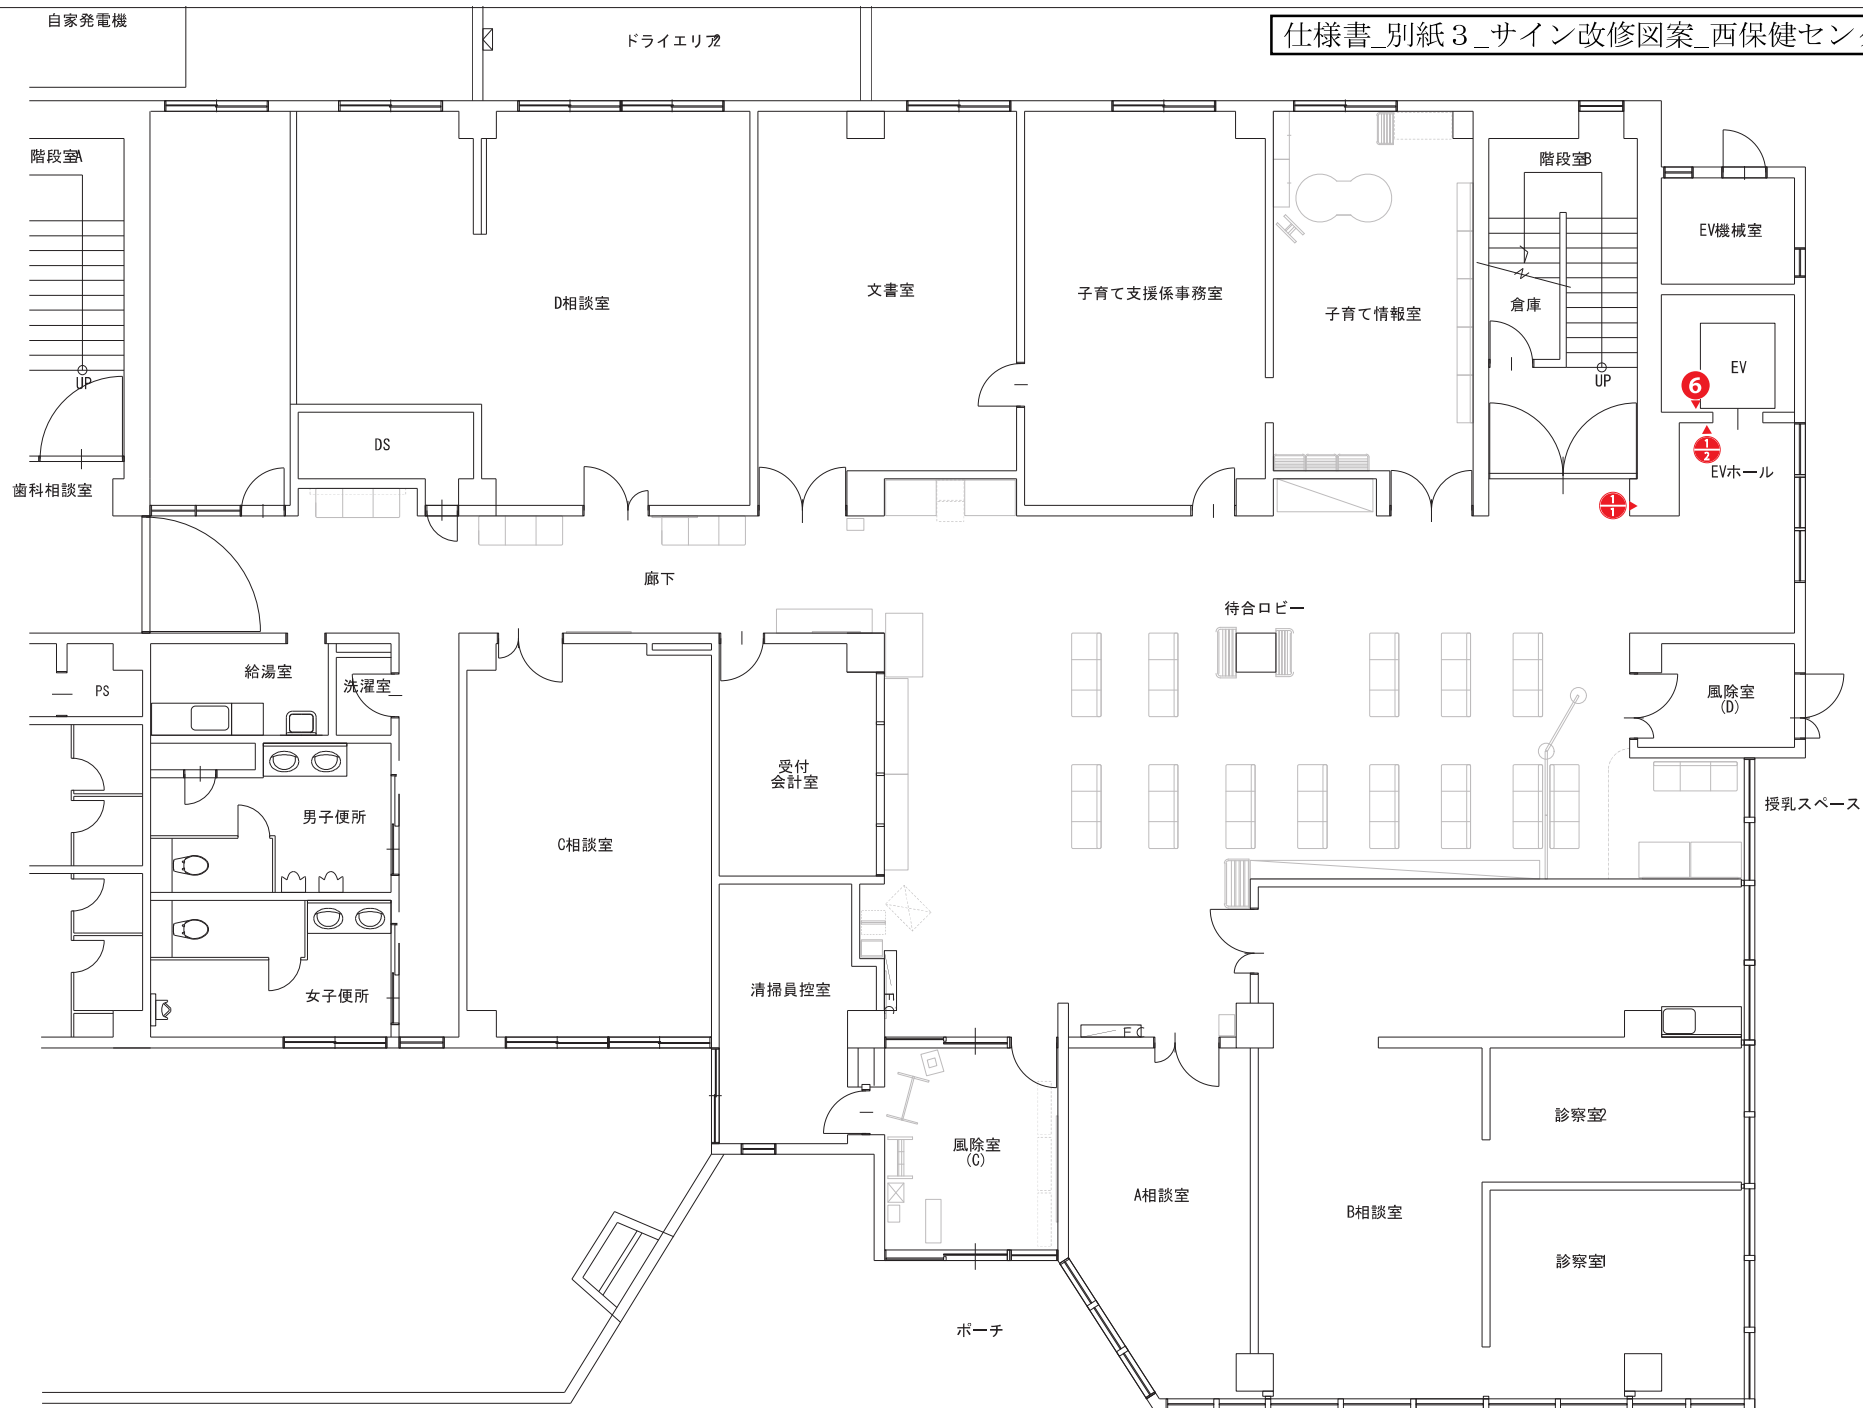 自家発電機
ドライエリア2
仕様書_別紙３_サイン改修図案_西保健セン
階段室A
階段室B
EV機械室
D相談室
文書室
子育て支援係事務室
子育て情報室
倉庫
EV
UP
UP
6
DS
1
2
EVホール
歯科相談室
1
1
廊下
待合ロビー
給湯室
洗濯室
PS
風除室
(D)
受付
会計室
授乳スペース
男子便所
C相談室
清掃員控室
女子便所
診察室2
風除室
(C)
A相談室
B相談室
診察室1
ポーチ